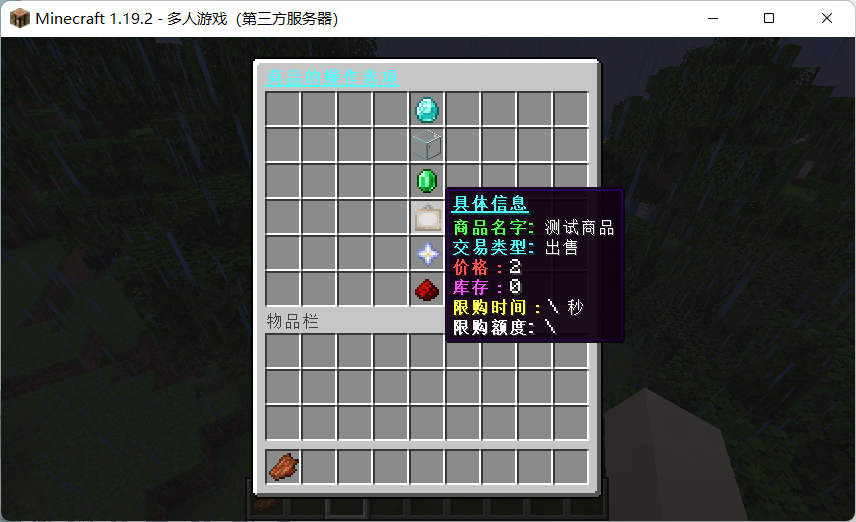 Minecraft 1.19.2 - 多人游戏（第三方服务器）
商品的操作选项
具体信息
商品名字: 测试商品
交易类型: 出售
价格：2
库存：0
限购时间：\ 秒
限购额度: \
物品栏